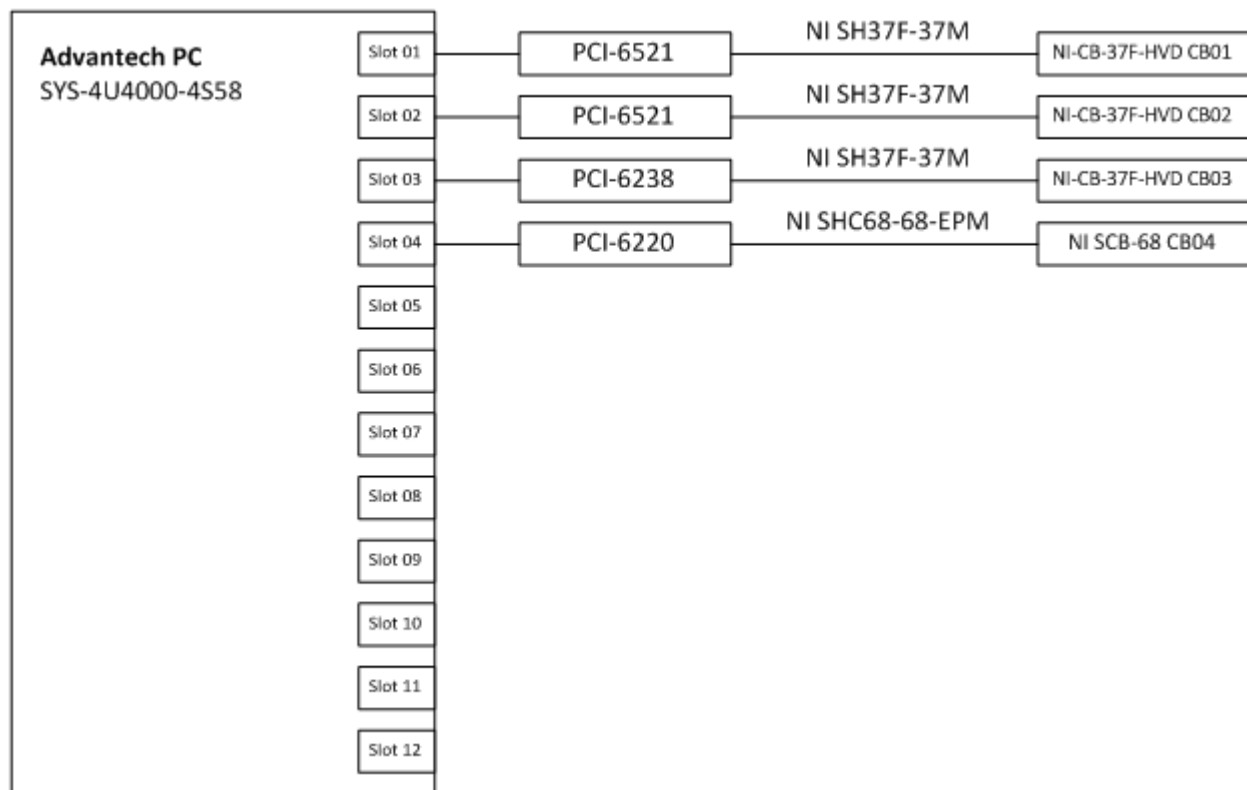 Advantech PC
SYS-4U4000-4S58
Slot 01
PCI-6521
NI SH37F-37M
NI-CB-37F-HVD CB01
Slot 02
PCI-6521
NI SH37F-37M
NI-CB-37F-HVD CB02
Slot 03
PCI-6238
NI SH37F-37M
NI-CB-37F-HVD CB03
Slot 04
PCI-6220
NI SHC68-68-EPM
NI SCB-68 CB04
Slot 05
Slot 06
Slot 07
Slot 08
Slot 09
Slot 10
Slot 11
Slot 12